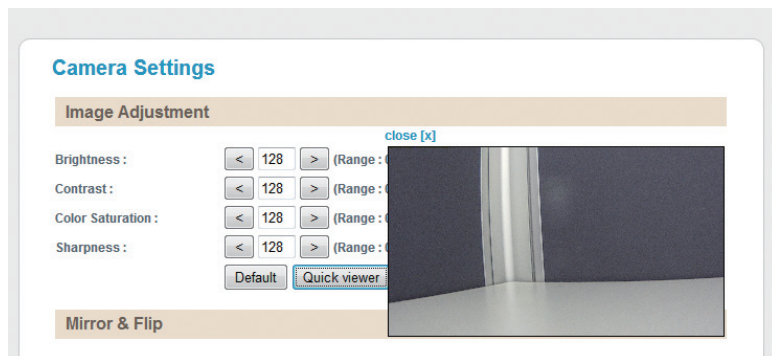 Camera Settings
Image Adjustment
close [x]
Brightness : < 128 > (Range :
Contrast : < 128 > (Range :
Color Saturation : < 128 > (Range :
Sharpness : < 128 > (Range :
Default Quick viewer
Mirror & Flip